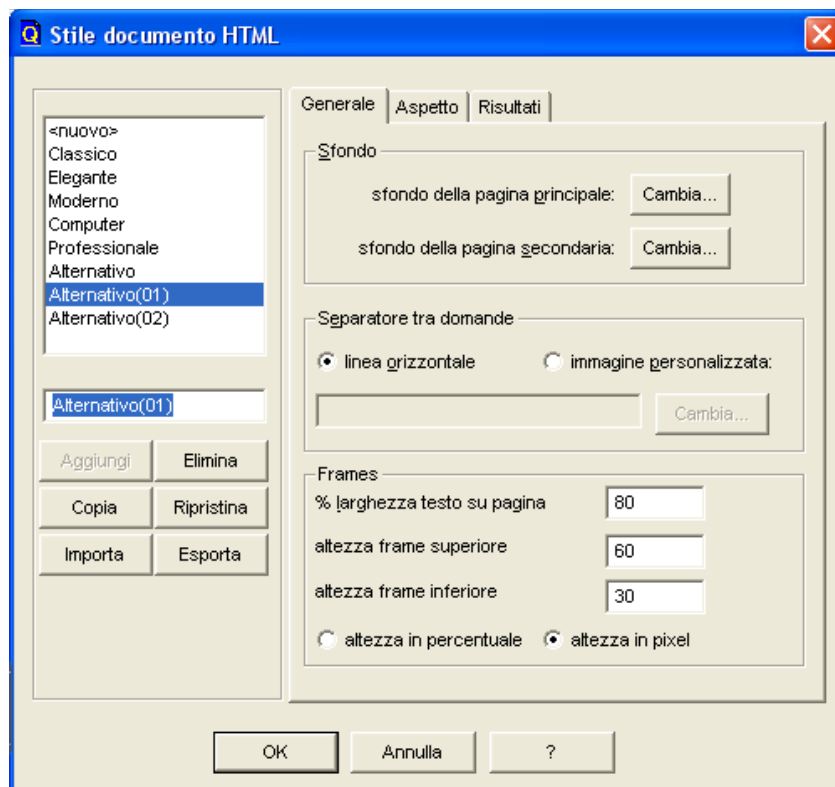 Stile documento HTML
<nuovo>
Classico
Elegante
Moderno
Computer
Professionale
Alternativo
Alternativo(01)
Alternativo(02)
Alternativo(01)
Aggiungi Elimina
Copia Ripristina
Importa Esporta
Generale Aspetto Risultati
Sfondo
sfondo della pagina principale: Cambia...
sfondo della pagina secondaria: Cambia...
Separatore tra domande
linea orizzontale immagine personalizzata:
Cambia...
Frames
% larghezza testo su pagina 80
altezza frame superiore 60
altezza frame inferiore 30
altezza in percentuale altezza in pixel
OK Annulla ?